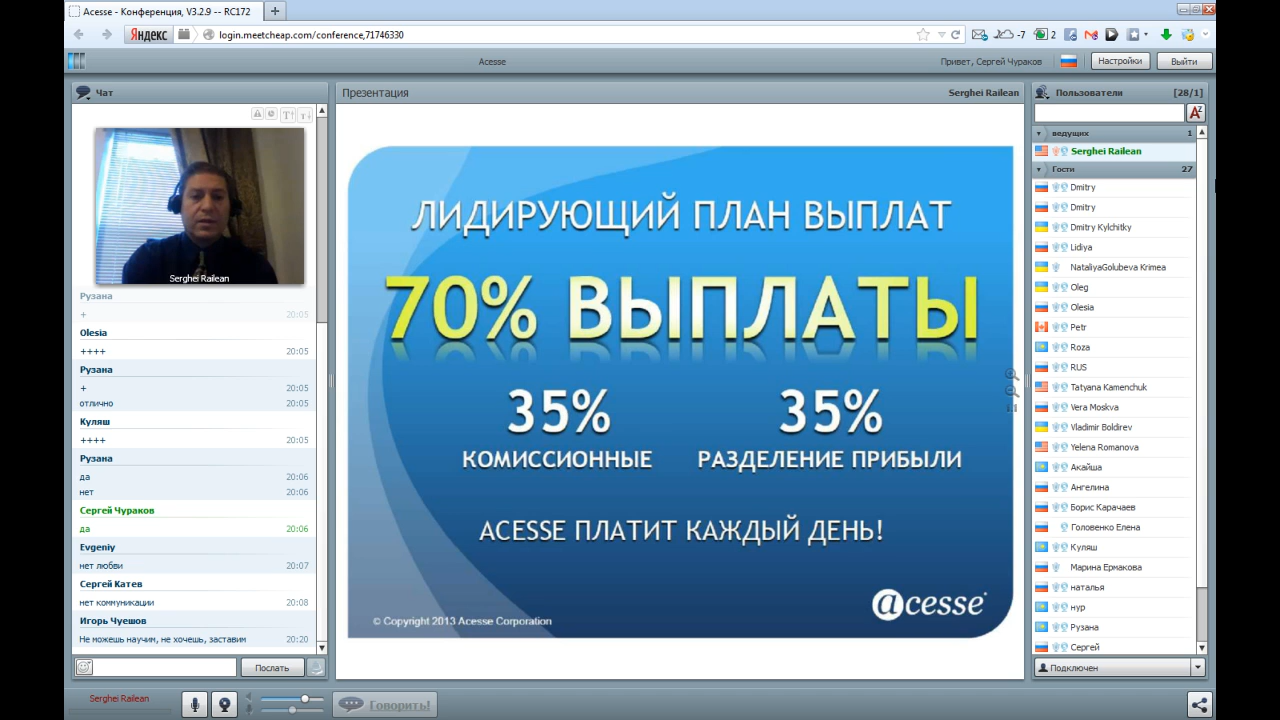 Acesse - Конференция, V3.2.9 -- RC172
Яндекс
login.meetcheap.com/conference,71746330
-7
2
Acesse
Привет, Сергей Чураков
Настройки
Выйти
Чат
Serghei Railean
Рузана
+ 20:05
Olesia
++++ 20:05
Рузана
+ 20:05
отлично 20:05
Куляш
++++ 20:05
Рузана
да 20:06
нет 20:06
Сергей Чураков
да 20:06
Evgeniy
нет любви 20:07
Сергей Катев
нет коммуникации 20:08
Игорь Чуешов
Не можешь научим, не хочешь, заставим 20:20
Послать
Презентация
Serghei Railean
ЛИДИРУЮЩИЙ ПЛАН ВЫПЛАТ
70% ВЫПЛАТЫ
35% 35%
КОМИССИОННЫЕ РАЗДЕЛЕНИЕ ПРИБЫЛИ
ACESSE ПЛАТИТ КАЖДЫЙ ДЕНЬ!
@cesse
© Copyright 2013 Acesse Corporation
Пользователи [28/1]
ведущих 1
Serghei Railean
Гости 27
Dmitry
Dmitry
Dmitry Kylchitky
Lidiya
NataliyaGolubeva Krimea
Oleg
Olesia
Petr
Roza
RUS
Tatyana Kamenchuk
Vera Moskva
Vladimir Boldirev
Yelena Romanova
Акайша
Ангелина
Борис Карачаев
Головенко Елена
Куляш
Марина Ермакова
наталья
нур
Рузана
Сергей
Подключен
Serghei Railean
Говорить!